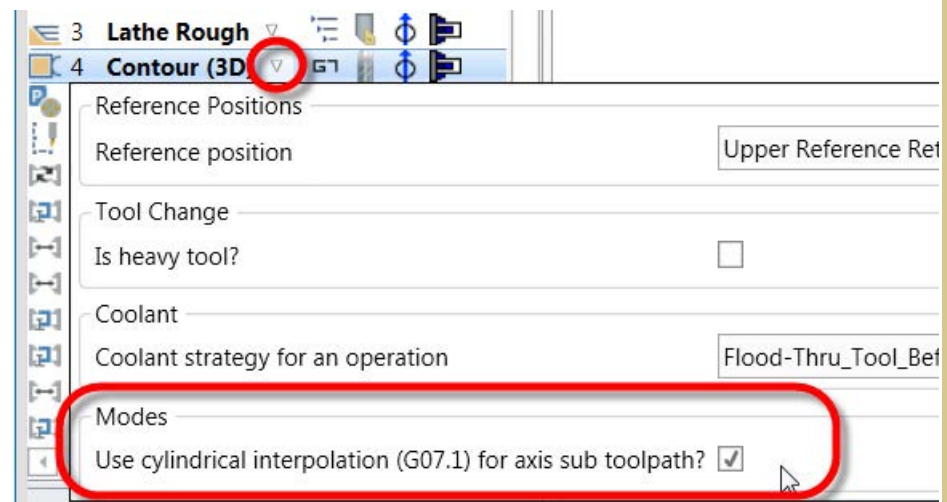 3 Lathe Rough
4 Contour (3D)
Reference Positions
Reference position Upper Reference Ret
Tool Change
Is heavy tool?
Coolant
Coolant strategy for an operation Flood-Thru_Tool_Bef
Modes
Use cylindrical interpolation (G07.1) for axis sub toolpath?